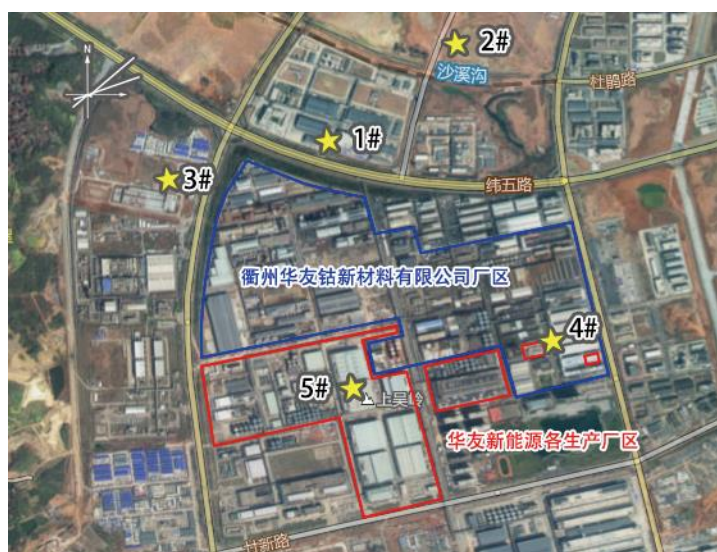 2#
沙溪沟
杜鹃路
N
1#
3#
纬五路
衢州华友钴新材料有限公司厂区
4#
5#
上吴岭
华友新能源各生产厂区
廿新路